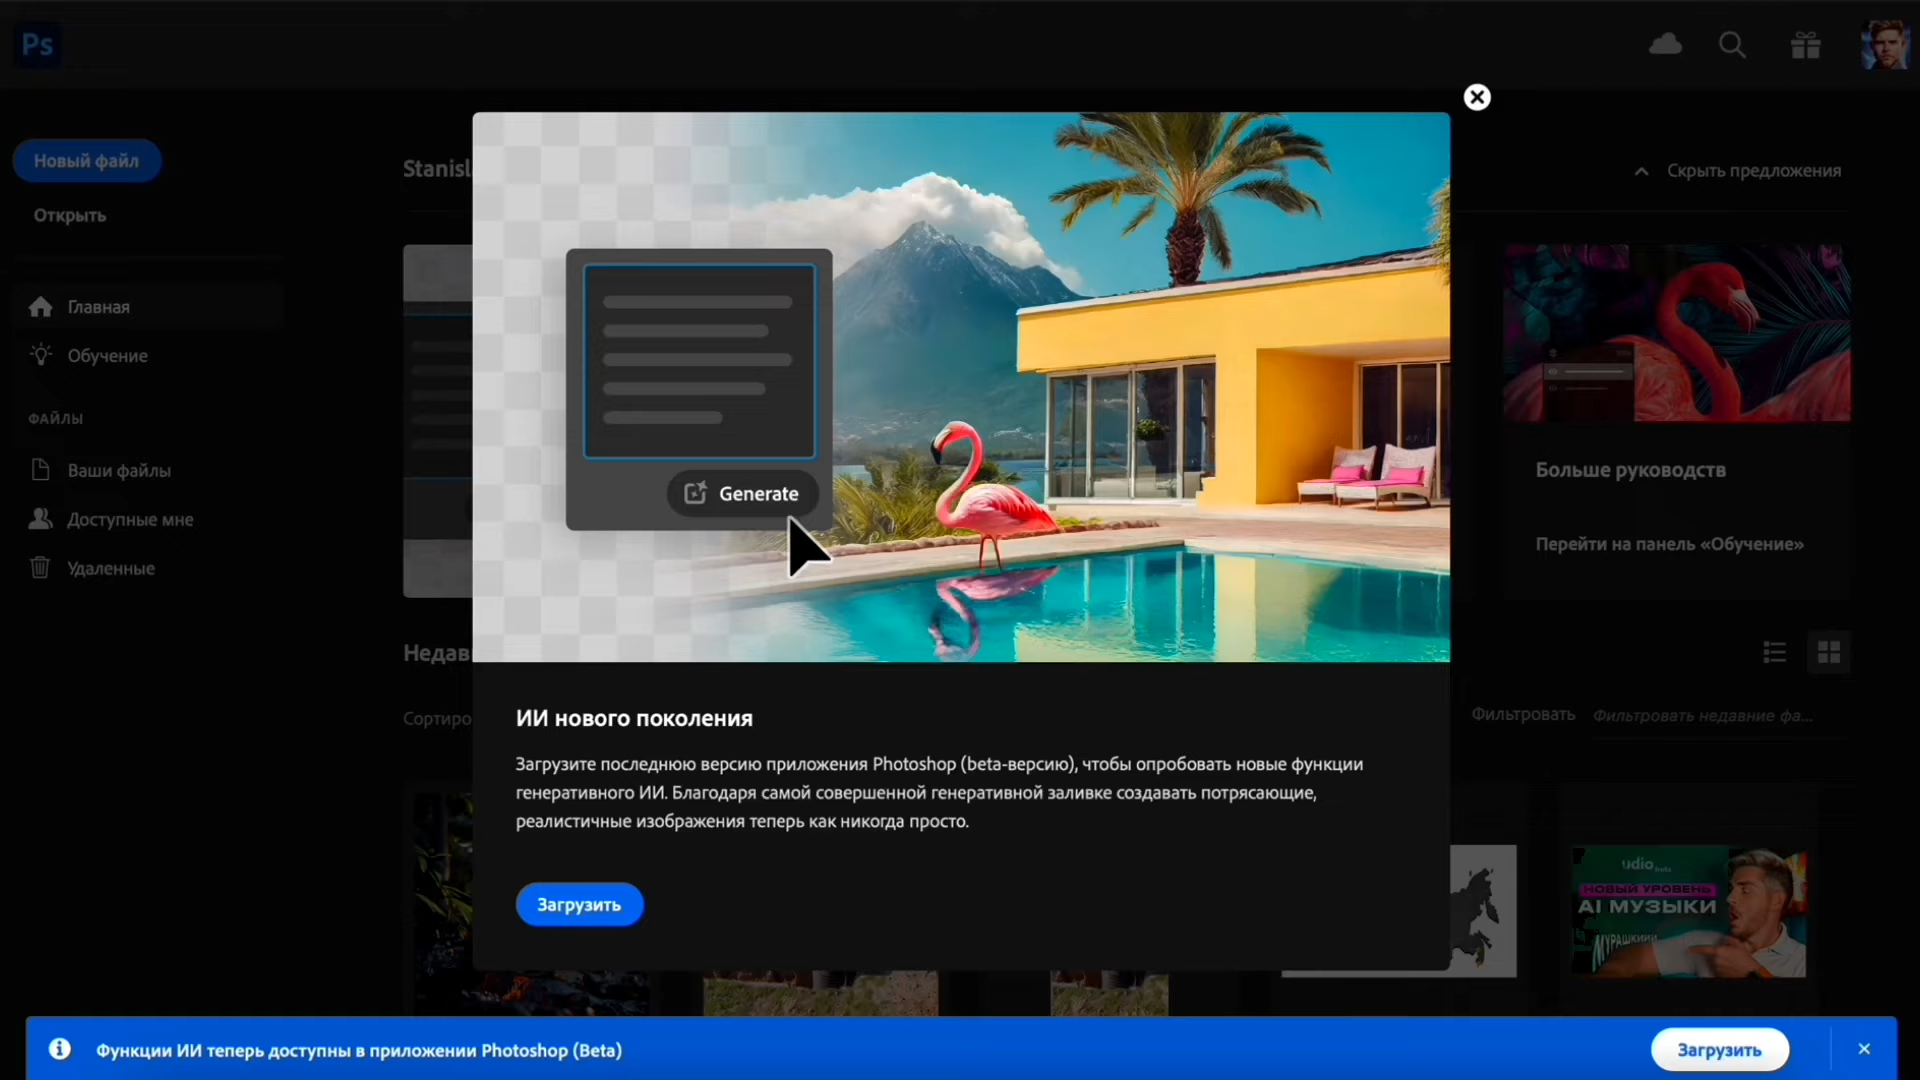 Ps
Новый файл
Открыть
Главная
Обучение
ФАЙЛЫ
Ваши файлы
Доступные мне
Удаленные
Stanisl
Скрыть предложения
Generate
Больше руководств
Перейти на панель «Обучение»
Недав
Сортиро
Фильтровать
Фильтровать недавние фа...
ИИ нового поколения
Загрузите последнюю версию приложения Photoshop (beta-версию), чтобы опробовать новые функции
генеративного ИИ. Благодаря самой совершенной генеративной заливке создавать потрясающие,
реалистичные изображения теперь как никогда просто.
Загрузить
udio beta
НОВЫЙ УРОВЕНЬ
AI МУЗЫКИ
Функции ИИ теперь доступны в приложении Photoshop (Beta)
Загрузить